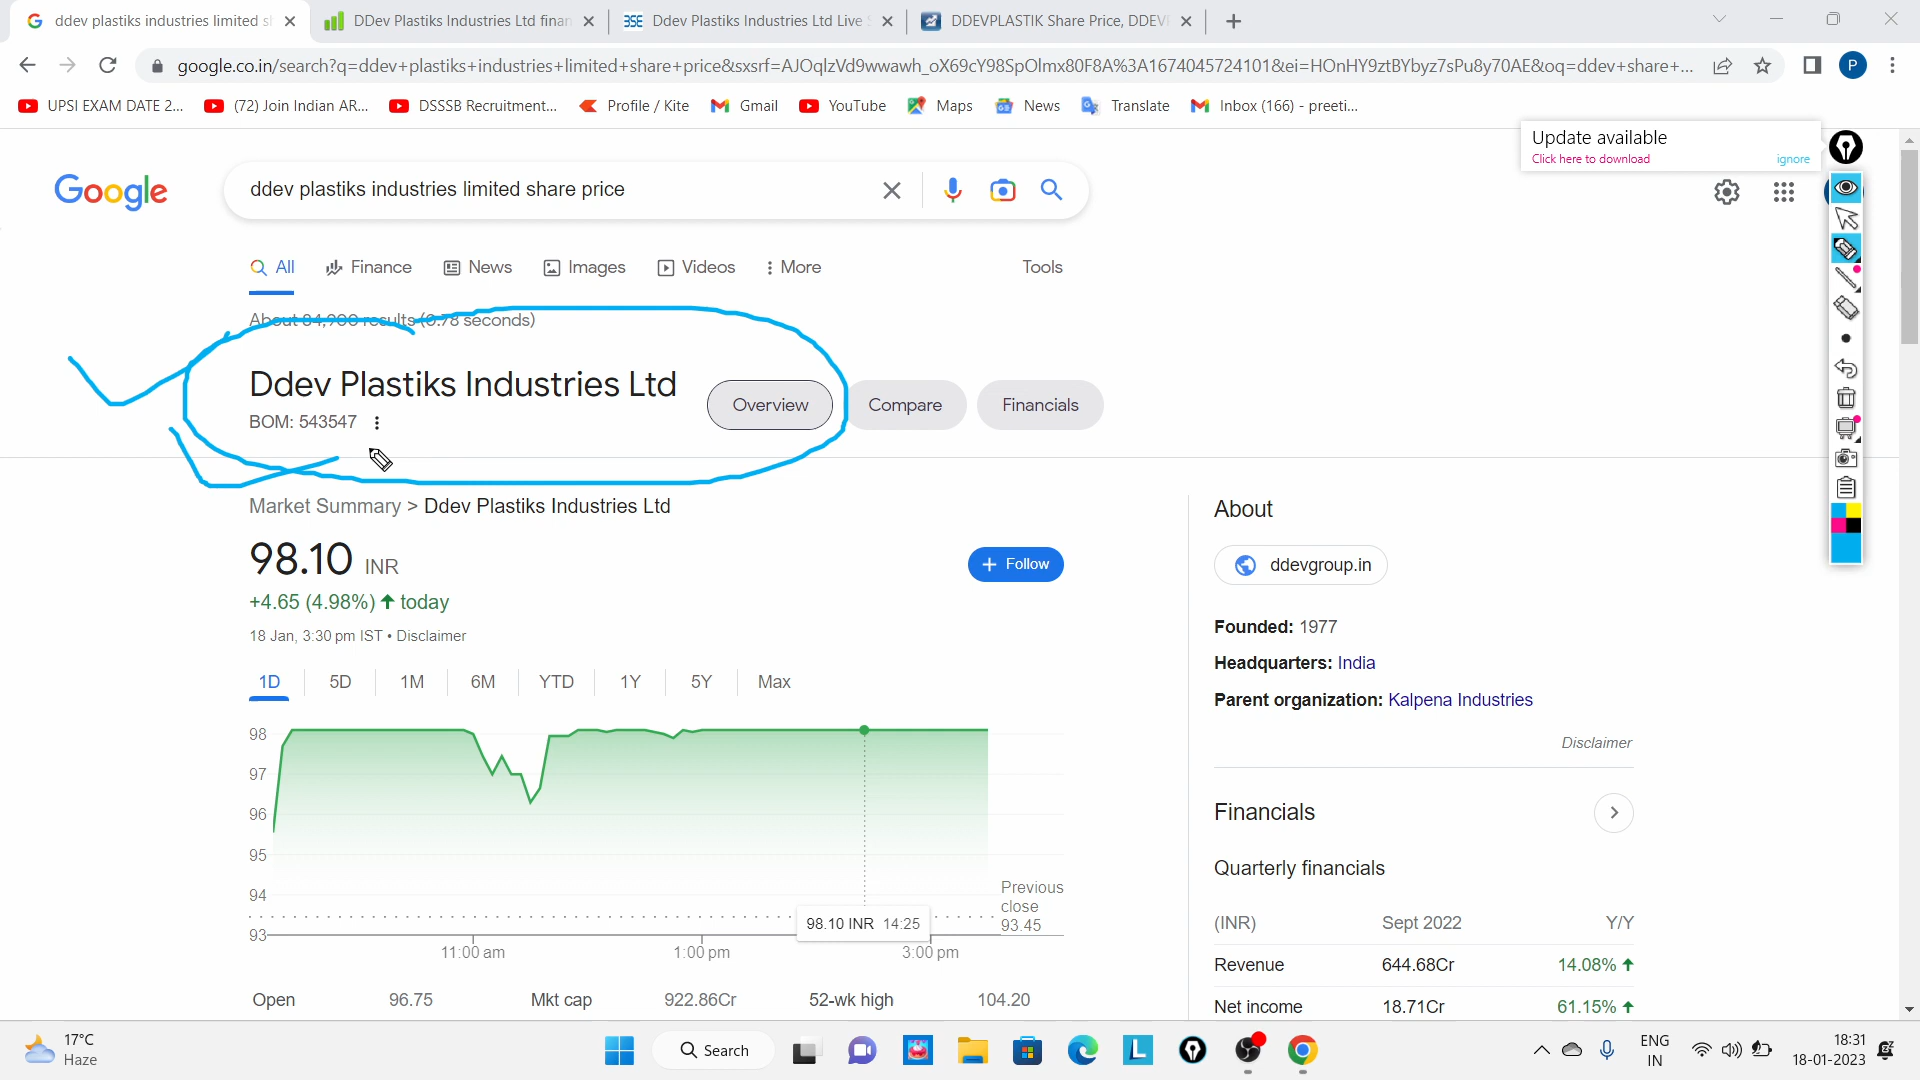 ddev plastiks industries limited s
DDev Plastiks Industries Ltd finan
BSE Ddev Plastiks Industries Ltd Live
DDEVPLASTIK Share Price, DDEVP
google.co.in/search?q=ddev+plastiks+industries+limited+share+price&sxsrf=AJOqlzVd9wwawh_oX69cY98SpOlmx80F8A%3A1674045724101&ei=HOnHY9ztBYbyz7sPu8y70AE&oq=ddev+share+...
P
UPSI EXAM DATE 2...
(72) Join Indian AR...
DSSSB Recruitment...
Profile / Kite
Gmail
YouTube
Maps
News
Translate
Inbox (166) - preeti...
Update available
Click here to download
ignore
Google
ddev plastiks industries limited share price
All
Finance
News
Images
Videos
More
Tools
About 84,900 results (0.78 seconds)
Ddev Plastiks Industries Ltd
BOM: 543547
Overview
Compare
Financials
Market Summary > Ddev Plastiks Industries Ltd
98.10 INR
+ Follow
+4.65 (4.98%) today
18 Jan, 3:30 pm IST • Disclaimer
1D 5D 1M 6M YTD 1Y 5Y Max
98
97
96
95
94
93
Previous
close
93.45
98.10 INR 14:25
11:00 am 1:00 pm 3:00 pm
Open 96.75 Mkt cap 922.86Cr 52-wk high 104.20
About
ddevgroup.in
Founded: 1977
Headquarters: India
Parent organization: Kalpena Industries
Disclaimer
Financials
Quarterly financials
(INR) Sept 2022 Y/Y
Revenue 644.68Cr 14.08%
Net income 18.71Cr 61.15%
17°C
Haze
Search
L
ENG
IN
18:31
18-01-2023